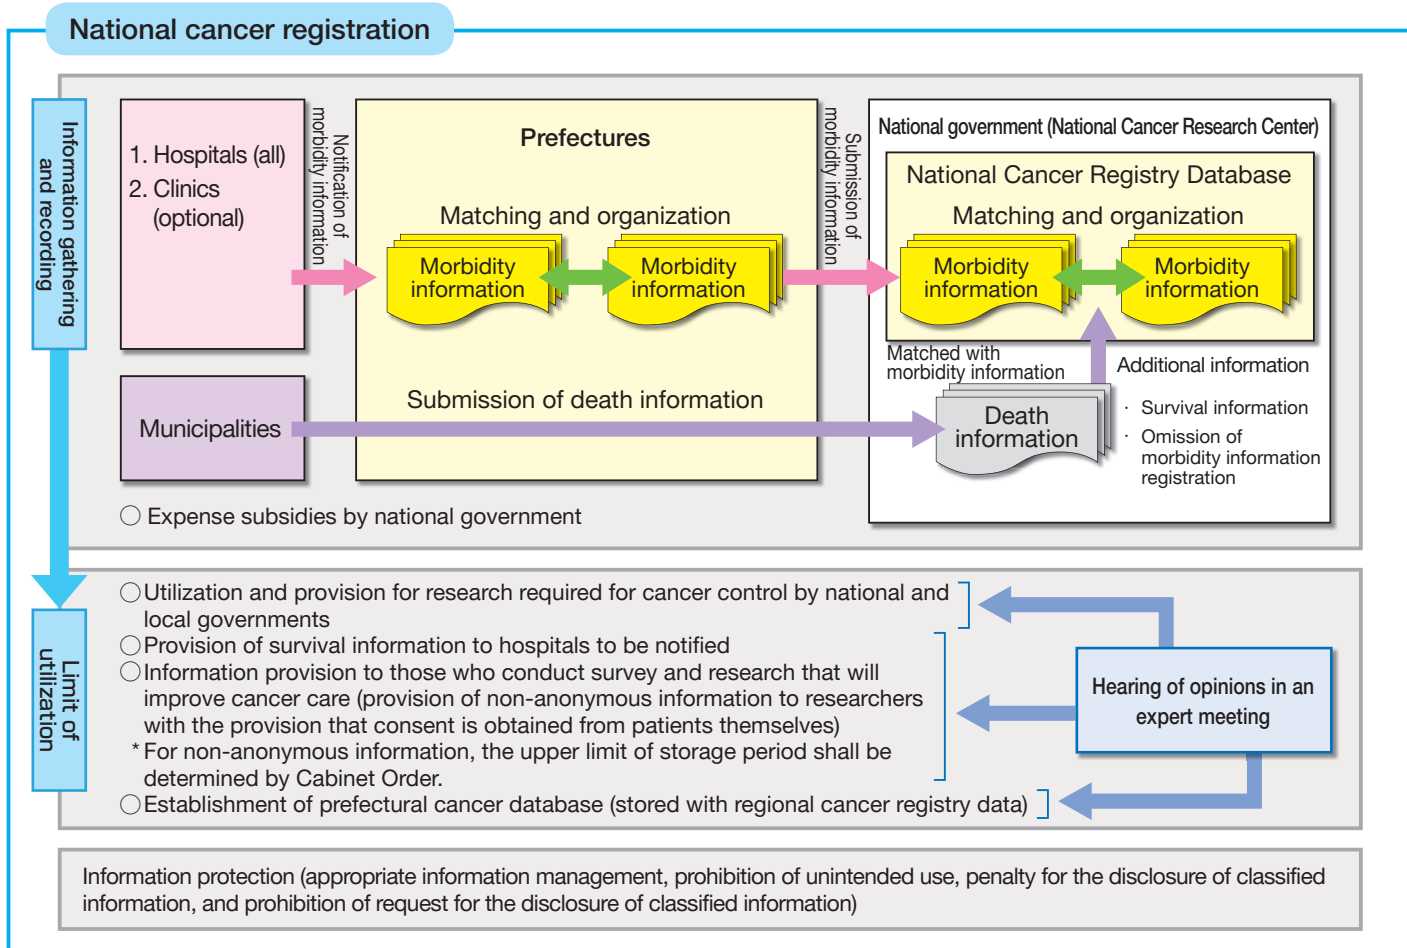 National cancer registration
Information gathering
and recording
1. Hospitals (all)
2. Clinics
(optional)
Notification of
morbidity information
Prefectures
Matching and organization
Morbidity
information
Morbidity
information
Submission of
morbidity information
National government (National Cancer Research Center)
National Cancer Registry Database
Matching and organization
Morbidity
information
Morbidity
information
Matched with
morbidity information
Additional information
· Survival information
· Omission of
morbidity information
registration
Municipalities
Submission of death information
Death
information
○ Expense subsidies by national government
Limit of
utilization
○Utilization and provision for research required for cancer control by national and
local governments
○Provision of survival information to hospitals to be notified
○Information provision to those who conduct survey and research that will
improve cancer care (provision of non-anonymous information to researchers
with the provision that consent is obtained from patients themselves)
* For non-anonymous information, the upper limit of storage period shall be
determined by Cabinet Order.
○Establishment of prefectural cancer database (stored with regional cancer registry data)
Hearing of opinions in an
expert meeting
Information protection (appropriate information management, prohibition of unintended use, penalty for the disclosure of classified
information, and prohibition of request for the disclosure of classified information)